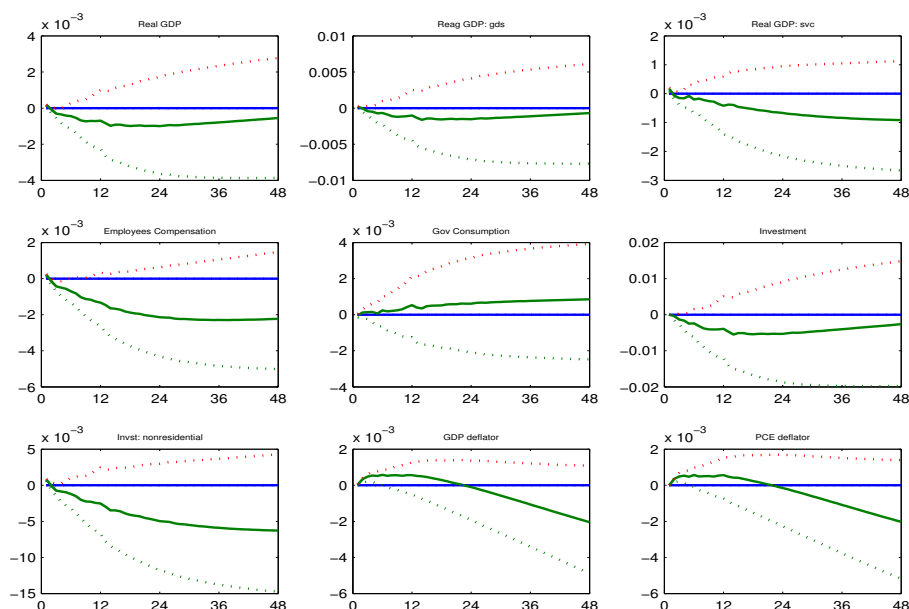 x 10⁻³ Real GDP
4
2
0
−2
−4
0 12 24 36 48
Reag GDP: gds
0.01
0.005
0
−0.005
−0.01
0 12 24 36 48
x 10⁻³ Real GDP: svc
2
1
0
−1
−2
−3
0 12 24 36 48
x 10⁻³ Employees Compensation
2
0
−2
−4
−6
0 12 24 36 48
x 10⁻³ Gov Consumption
4
2
0
−2
−4
0 12 24 36 48
Investment
0.02
0.01
0
−0.01
−0.02
0 12 24 36 48
x 10⁻³ Invst: nonresidential
5
0
−5
−10
−15
0 12 24 36 48
x 10⁻³ GDP deflator
2
0
−2
−4
−6
0 12 24 36 48
x 10⁻³ PCE deflator
2
0
−2
−4
−6
0 12 24 36 48